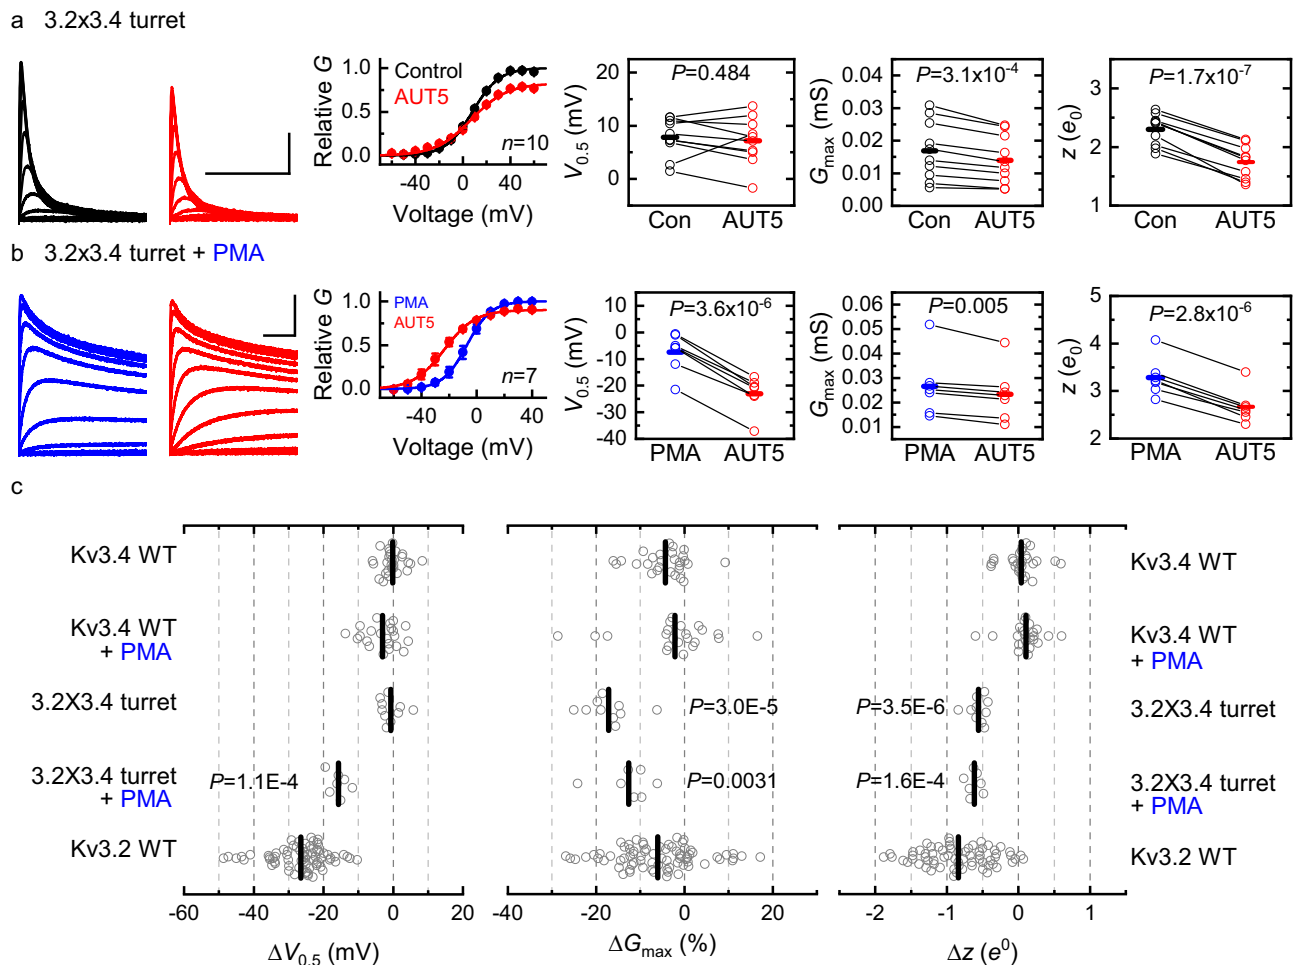 a 3.2x3.4 turret
Relative G
1.0
0.5
0.0
Control
AUT5
n=10
-40 0 40
Voltage (mV)
V0.5 (mV)
20
10
0
P=0.484
Con AUT5
Gmax (mS)
0.04
0.03
0.02
0.01
0.00
P=3.1x10-4
Con AUT5
z (e0)
3
2
1
P=1.7x10-7
Con AUT5
b 3.2x3.4 turret + PMA
Relative G
1.0
0.5
0.0
PMA
AUT5
n=7
-40 0 40
Voltage (mV)
V0.5 (mV)
10
0
-10
-20
-30
-40
P=3.6x10-6
PMA AUT5
Gmax (mS)
0.06
0.05
0.04
0.03
0.02
0.01
P=0.005
PMA AUT5
z (e0)
5
4
3
2
P=2.8x10-6
PMA AUT5
c
Kv3.4 WT
Kv3.4 WT
+ PMA
3.2X3.4 turret
3.2X3.4 turret
+ PMA
Kv3.2 WT
P=1.1E-4
-60 -40 -20 0 20
ΔV0.5 (mV)
P=3.0E-5
P=0.0031
-40 -20 0 20
ΔGmax (%)
P=3.5E-6
P=1.6E-4
-2 -1 0 1
Δz (e0)
Kv3.4 WT
Kv3.4 WT
+ PMA
3.2X3.4 turret
3.2X3.4 turret
+ PMA
Kv3.2 WT